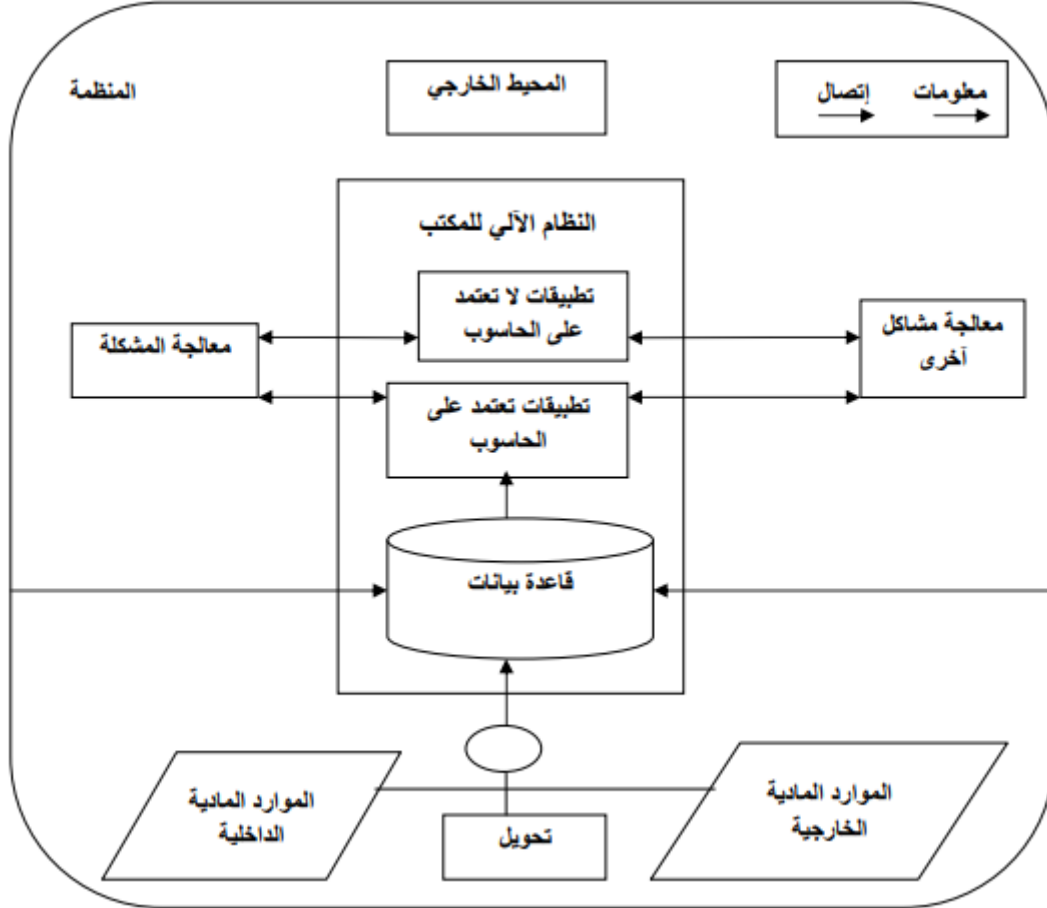 المنظمة
المحيط الخارجي
معلومات إتصال
النظام الآلي للمكتب
تطبيقات لا تعتمد
على الحاسوب
معالجة مشاكل
آخرى
معالجة المشكلة
تطبيقات تعتمد على
الحاسوب
قاعدة بيانات
الموارد المادية
الخارجية
الموارد المادية
الداخلية
تحويل